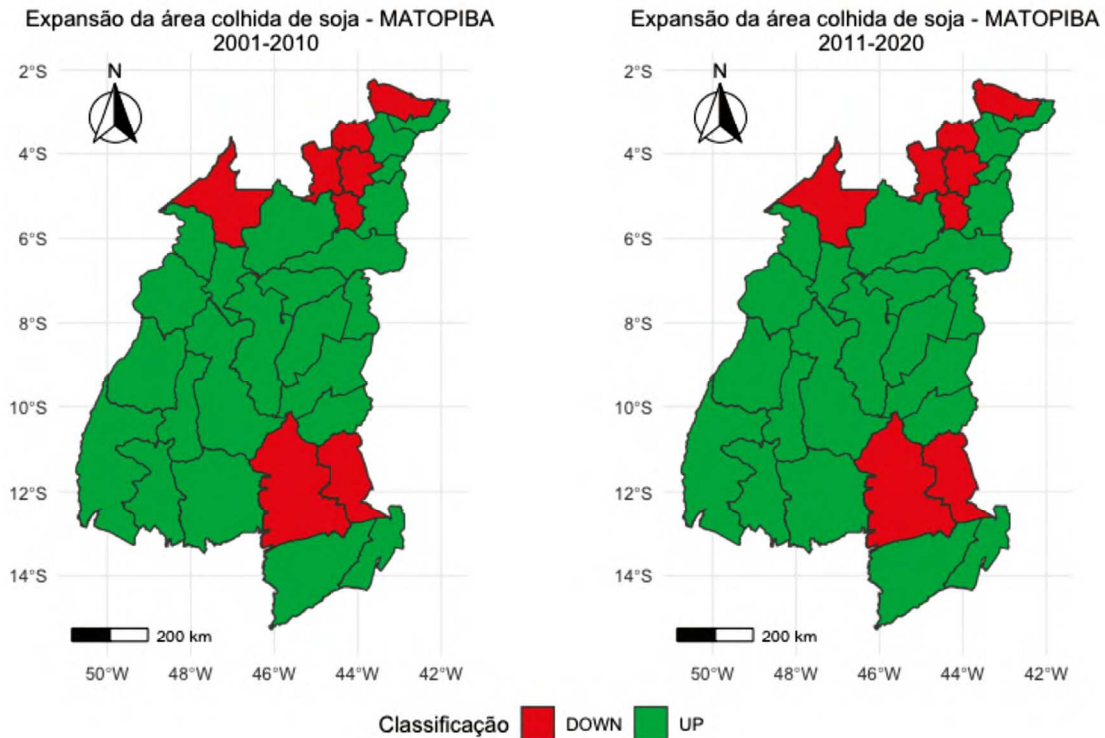 Expansão da área colhida de soja - MATOPIBA
2001-2010
N
2°S
4°S
6°S
8°S
10°S
12°S
14°S
200 km
50°W 48°W 46°W 44°W 42°W
Expansão da área colhida de soja - MATOPIBA
2011-2020
N
2°S
4°S
6°S
8°S
10°S
12°S
14°S
200 km
50°W 48°W 46°W 44°W 42°W
Classificação DOWN UP